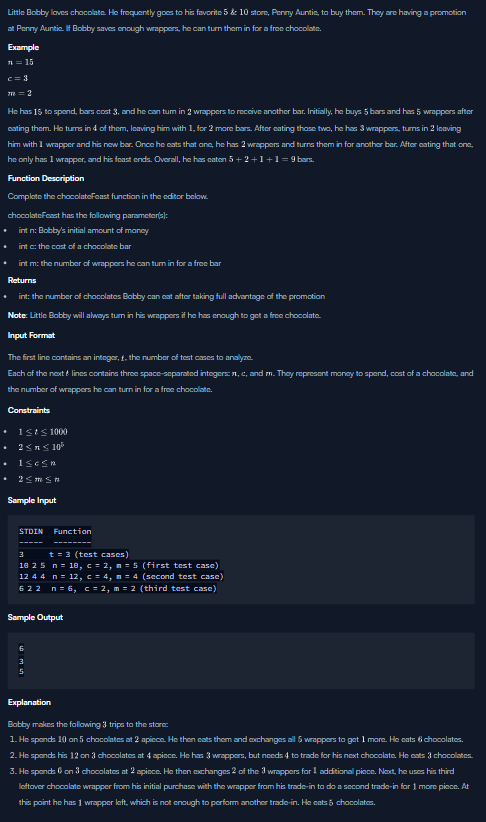 Little Bobby loves chocolate. He frequently goes to his favorite 5 & 10 store, Penny Auntie, to buy them. They are having a promotion
at Penny Auntie. If Bobby saves enough wrappers, he can turn them in for a free chocolate.
Example
n = 15
c = 3
m = 2
He has 15 to spend, bars cost 3, and he can turn in 2 wrappers to receive another bar. Initially, he buys 5 bars and has 5 wrappers after
eating them. He turns in 4 of them, leaving him with 1, for 2 more bars. After eating those two, he has 3 wrappers, turns in 2 leaving
him with 1 wrapper and his new bar. Once he eats that one, he has 2 wrappers and turns them in for another bar. After eating that one,
he only has 1 wrapper, and his feast ends. Overall, he has eaten 5 + 2 + 1 + 1 = 9 bars.
Function Description
Complete the chocolateFeast function in the editor below.
chocolateFeast has the following parameter(s):
• int n: Bobby's initial amount of money
• int c: the cost of a chocolate bar
• int m: the number of wrappers he can turn in for a free bar
Returns
• int: the number of chocolates Bobby can eat after taking full advantage of the promotion
Note: Little Bobby will always turn in his wrappers if he has enough to get a free chocolate.
Input Format
The first line contains an integer, t, the number of test cases to analyze.
Each of the next t lines contains three space-separated integers: n, c, and m. They represent money to spend, cost of a chocolate, and
the number of wrappers he can turn in for a free chocolate.
Constraints
• 1 ≤ t ≤ 1000
• 2 ≤ n ≤ 10⁵
• 1 ≤ c ≤ n
• 2 ≤ m ≤ n
Sample Input
STDIN Function
----- --------
3 t = 3 (test cases)
10 2 5 n = 10, c = 2, m = 5 (first test case)
12 4 4 n = 12, c = 4, m = 4 (second test case)
6 2 2 n = 6, c = 2, m = 2 (third test case)
Sample Output
6
3
5
Explanation
Bobby makes the following 3 trips to the store:
1. He spends 10 on 5 chocolates at 2 apiece. He then eats them and exchanges all 5 wrappers to get 1 more. He eats 6 chocolates.
2. He spends his 12 on 3 chocolates at 4 apiece. He has 3 wrappers, but needs 4 to trade for his next chocolate. He eats 3 chocolates.
3. He spends 6 on 3 chocolates at 2 apiece. He then exchanges 2 of the 3 wrappers for 1 additional piece. Next, he uses his third
leftover chocolate wrapper from his initial purchase with the wrapper from his trade-in to do a second trade-in for 1 more piece. At
this point he has 1 wrapper left, which is not enough to perform another trade-in. He eats 5 chocolates.